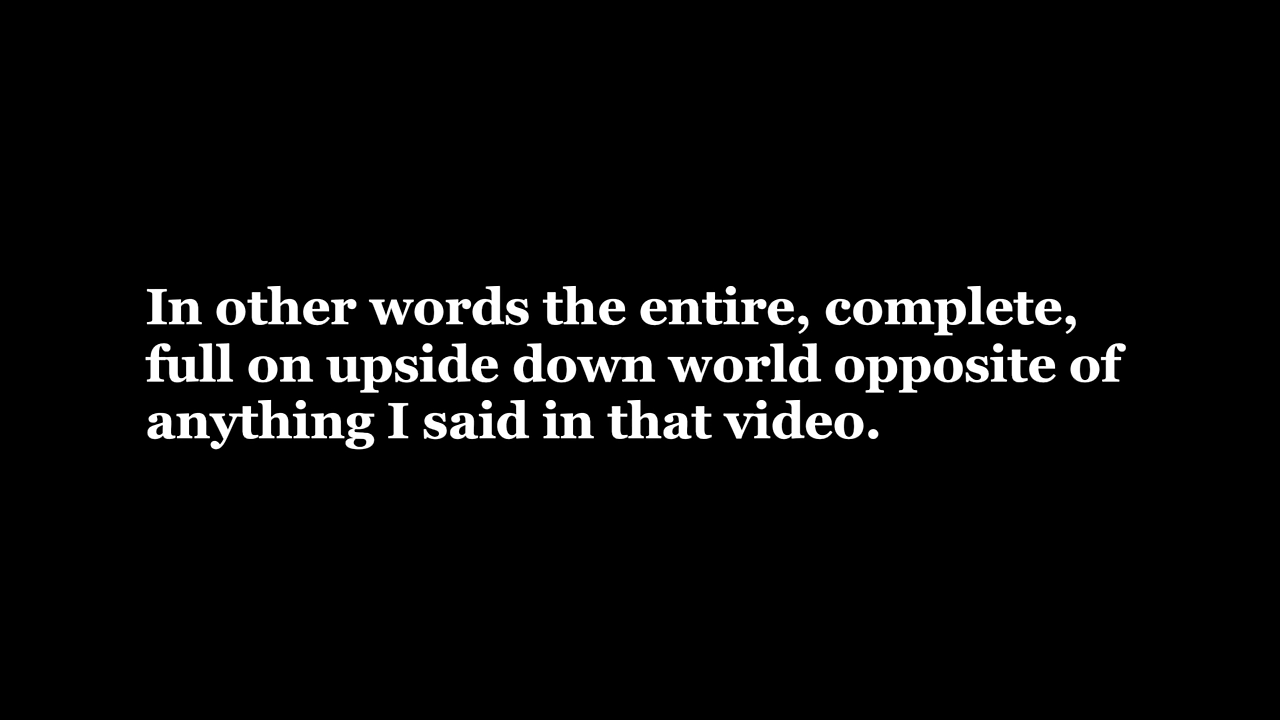 In other words the entire, complete,
full on upside down world opposite of
anything I said in that video.